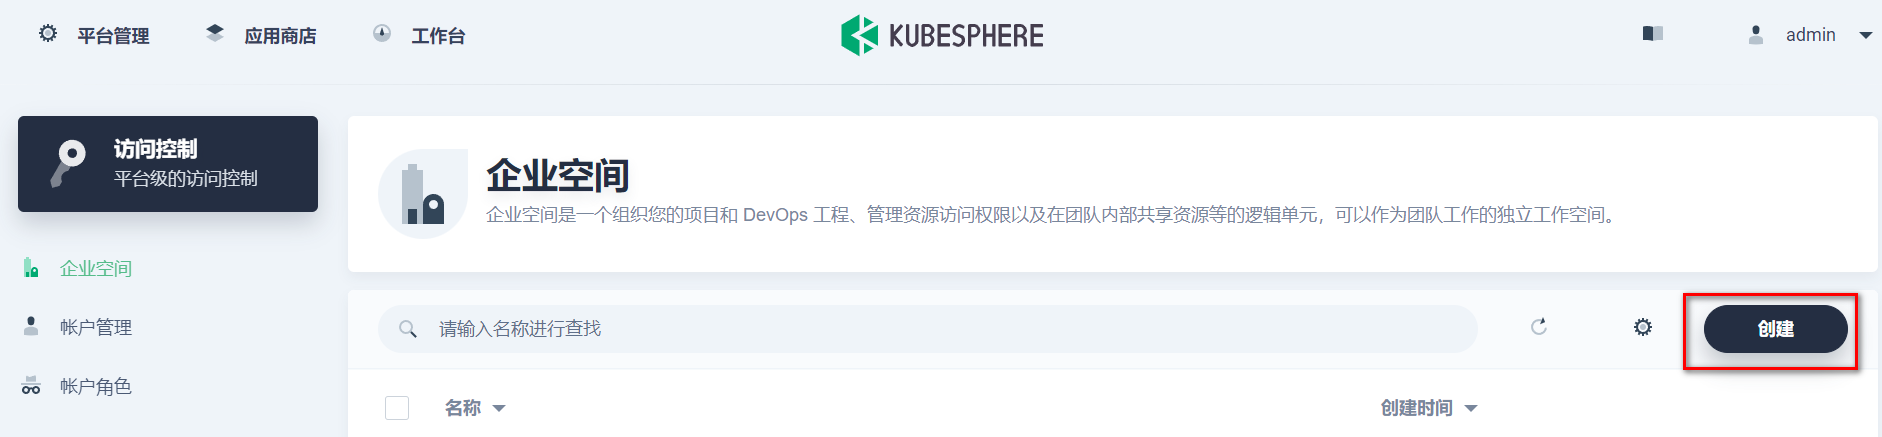 平台管理 应用商店 工作台 KUBESPHERE admin
访问控制
平台级的访问控制
企业空间
帐户管理
帐户角色
企业空间
企业空间是一个组织您的项目和 DevOps 工程、管理资源访问权限以及在团队内部共享资源等的逻辑单元，可以作为团队工作的独立工作空间。
请输入名称进行查找 创建
名称 创建时间